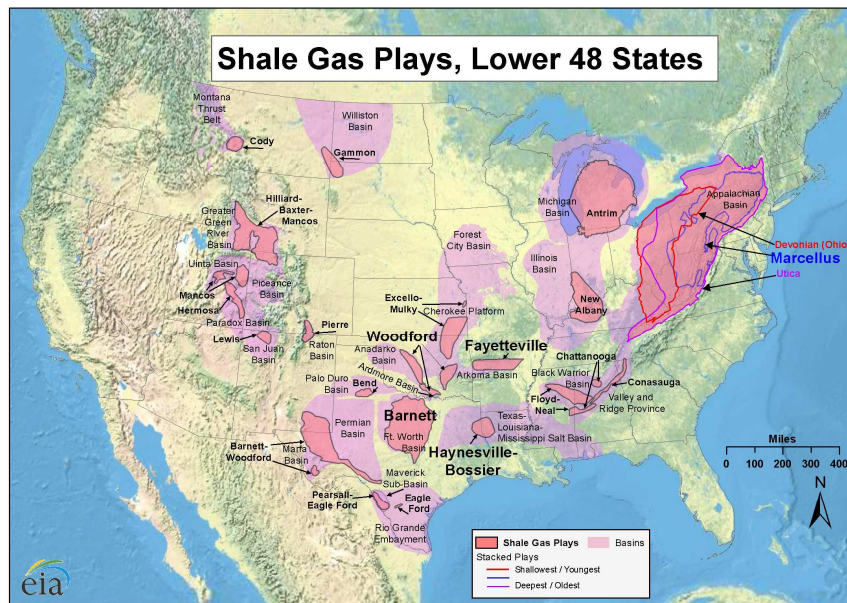 Shale Gas Plays, Lower 48 States
Montana
Thrust
Belt
Cody
Williston
Basin
Gammon
Hilliard-
Baxter-
Mancos
Greater
Green
River
Basin
Uinta Basin
Mancos
Piceance
Basin
Hermosa
Paradox Basin
Lewis
San Juan
Basin
Pierre
Raton
Basin
Forest
City Basin
Excello-
Mulky
Cherokee Platform
Woodford
Anadarko
Basin
Ardmore Basin
Arkoma Basin
Fayetteville
Palo Duro
Basin
Bend
Barnett
Ft. Worth
Basin
Permian
Basin
Barnett-
Woodford
Marfa
Basin
Pearsall-
Eagle Ford
Maverick
Sub-Basin
Eagle
Ford
Rio Grande
Embayment
Texas-
Louisiana-
Mississippi Salt Basin
Haynesville-
Bossier
Michigan
Basin
Antrim
Illinois
Basin
New
Albany
Chattanooga
Black Warrior
Basin
Floyd-
Neal
Conasauga
Valley and
Ridge Province
Appalachian
Basin
Devonian (Ohio
Marcellus
Utica
Miles
0 100 200 300 400
N
Shale Gas Plays
Basins
Stacked Plays
Shallowest / Youngest
Deepest / Oldest
eia